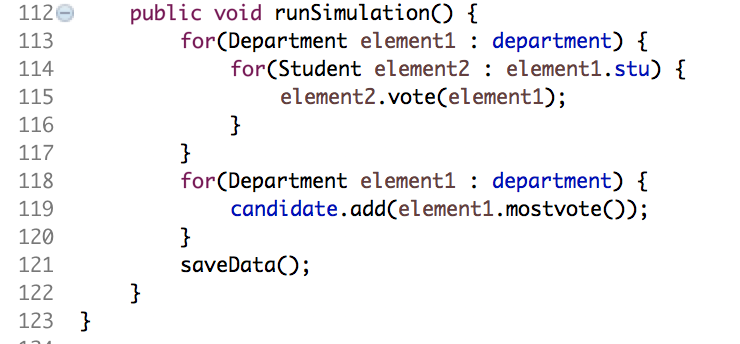 112 public void runSimulation() {
113 for(Department element1 : department) {
114 for(Student element2 : element1.stu) {
115 element2.vote(element1);
116 }
117 }
118 for(Department element1 : department) {
119 candidate.add(element1.mostvote());
120 }
121 saveData();
122 }
123 }